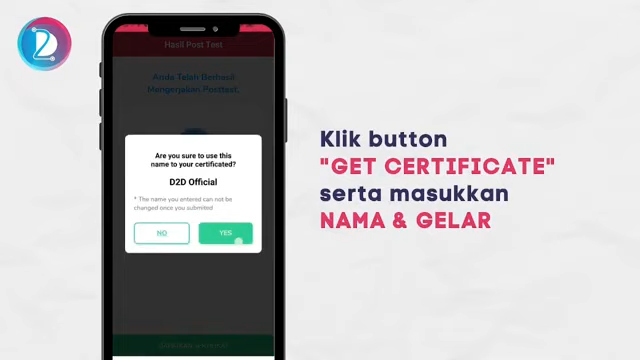 Hasil Post Test
Anda Telah Berhasil
Mengerjakan Posttest.
Are you sure to use this
name to your certificated?
D2D Official
* The name you entered can not be
changed once you submitted
NO
YES
Klik button
"GET CERTIFICATE"
serta masukkan
NAMA & GELAR